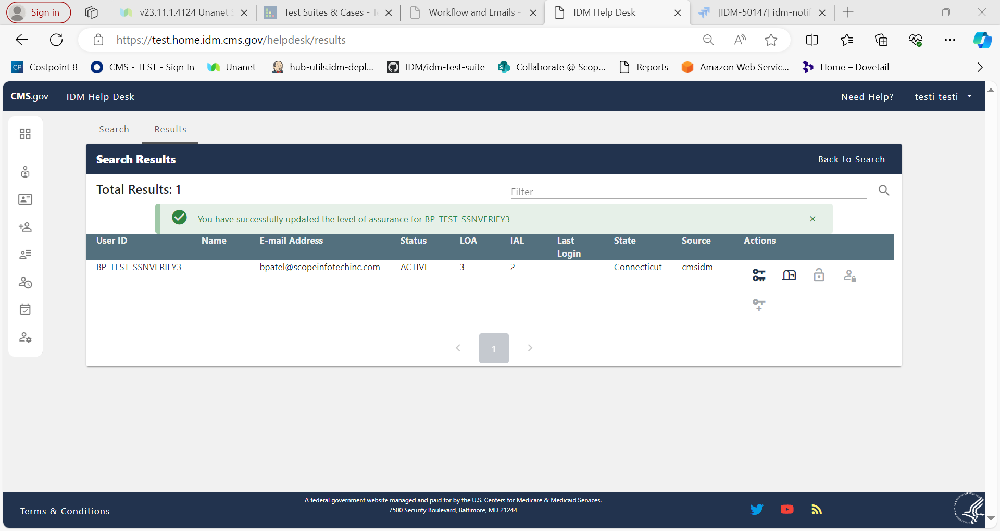 Sign in
v23.11.1.4124 Unanet
Test Suites & Cases -
Workflow and Emails -
IDM Help Desk
[IDM-50147] idm-notif
https://test.home.idm.cms.gov/helpdesk/results
Costpoint 8
CMS - TEST - Sign In
Unanet
hub-utils.idm-depl...
IDM/idm-test-suite
Collaborate @ Scop...
Reports
Amazon Web Servic...
Home – Dovetail
CMS.gov
IDM Help Desk
Need Help?
testi testi
Search
Results
Search Results
Back to Search
Total Results: 1
Filter
You have successfully updated the level of assurance for BP_TEST_SSNVERIFY3
User ID
Name
E-mail Address
Status
LOA
IAL
Last
Login
State
Source
Actions
BP_TEST_SSNVERIFY3
bpatel@scopeinfotechinc.com
ACTIVE
3
2
Connecticut
cmsidm
1
Terms & Conditions
A federal government website managed and paid for by the U.S. Centers for Medicare & Medicaid Services.
7500 Security Boulevard, Baltimore, MD 21244